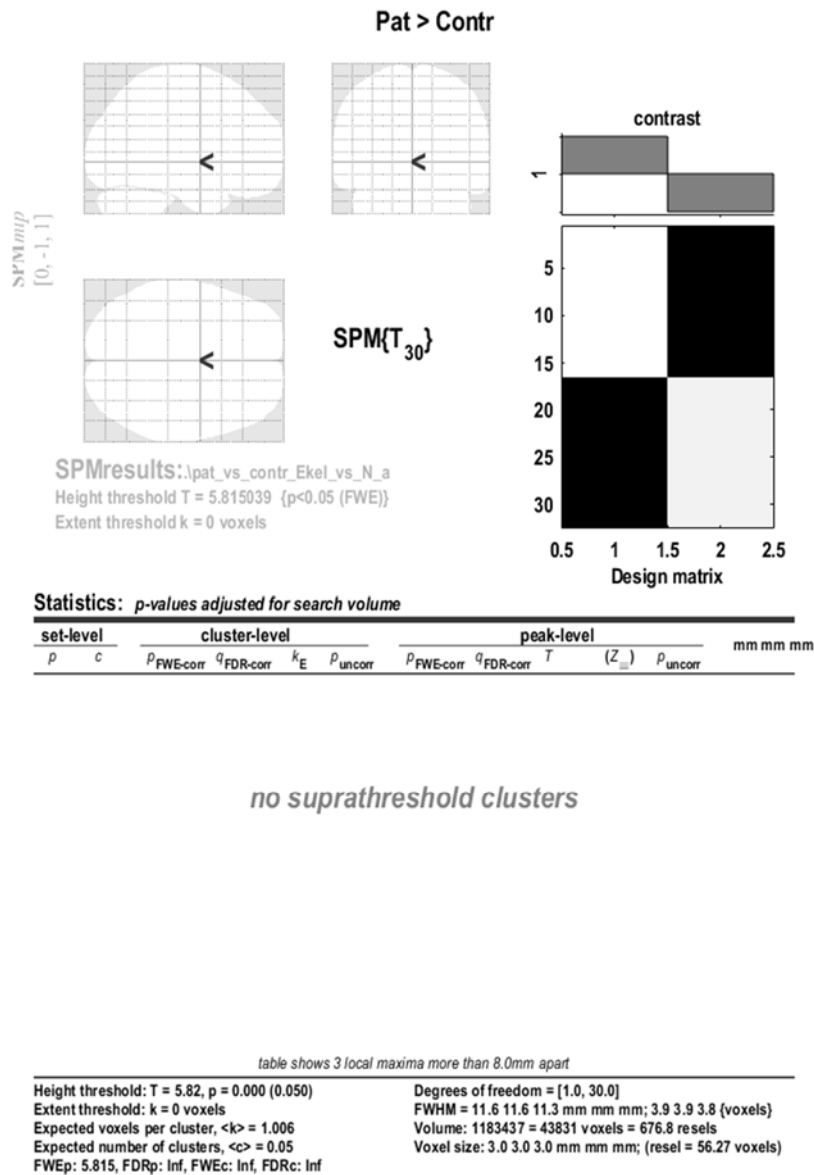 Pat > Contr
contrast
1
SPMmip
[0, -1, 1]
<
<
<
SPM{T30}
5
10
15
20
25
30
0.5 1 1.5 2 2.5
Design matrix
SPMresults:.\pat_vs_contr_Ekel_vs_N_a
Height threshold T = 5.815039 {p<0.05 (FWE)}
Extent threshold k = 0 voxels
Statistics: p-values adjusted for search volume
set-level cluster-level peak-level mm mm mm
p c pFWE-corr qFDR-corr kE puncorr pFWE-corr qFDR-corr T (Z≡) puncorr
no suprathreshold clusters
table shows 3 local maxima more than 8.0mm apart
Height threshold: T = 5.82, p = 0.000 (0.050)
Extent threshold: k = 0 voxels
Expected voxels per cluster, <k> = 1.006
Expected number of clusters, <c> = 0.05
FWEp: 5.815, FDRp: Inf, FWEc: Inf, FDRc: Inf
Degrees of freedom = [1.0, 30.0]
FWHM = 11.6 11.6 11.3 mm mm mm; 3.9 3.9 3.8 {voxels}
Volume: 1183437 = 43831 voxels = 676.8 resels
Voxel size: 3.0 3.0 3.0 mm mm mm; (resel = 56.27 voxels)